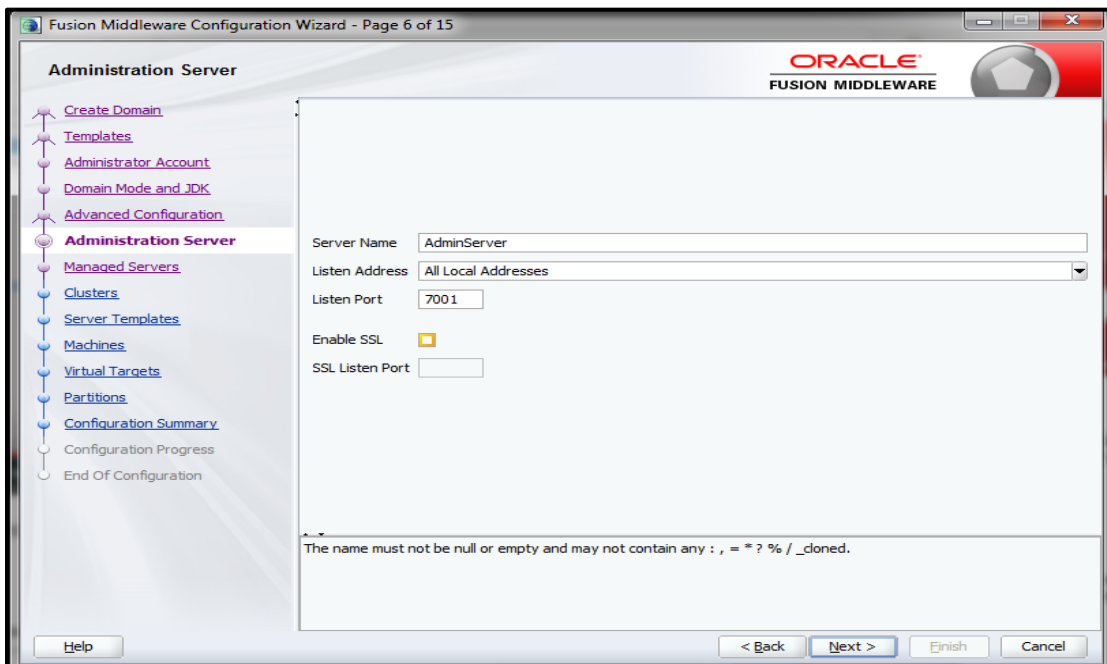 Fusion Middleware Configuration Wizard - Page 6 of 15
Administration Server
ORACLE
FUSION MIDDLEWARE
Create Domain
Templates
Administrator Account
Domain Mode and JDK
Advanced Configuration
Administration Server
Managed Servers
Clusters
Server Templates
Machines
Virtual Targets
Partitions
Configuration Summary
Configuration Progress
End Of Configuration
Server Name AdminServer
Listen Address All Local Addresses
Listen Port 7001
Enable SSL
SSL Listen Port
The name must not be null or empty and may not contain any : , = * ? % / _cloned.
Help < Back Next > Finish Cancel